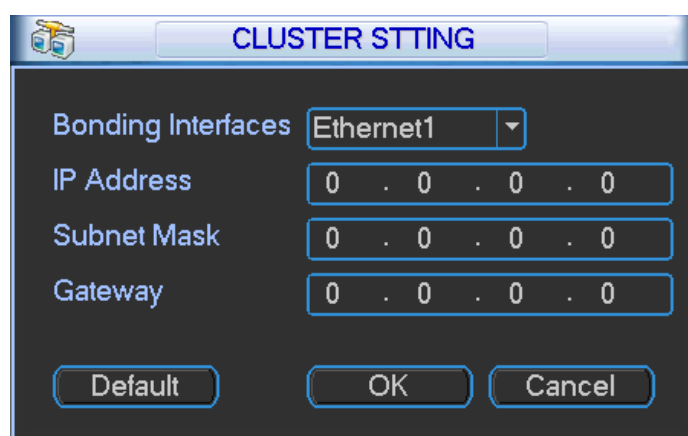 CLUSTER STTING
Bonding Interfaces Ethernet1
IP Address 0 . 0 . 0 . 0
Subnet Mask 0 . 0 . 0 . 0
Gateway 0 . 0 . 0 . 0
Default OK Cancel